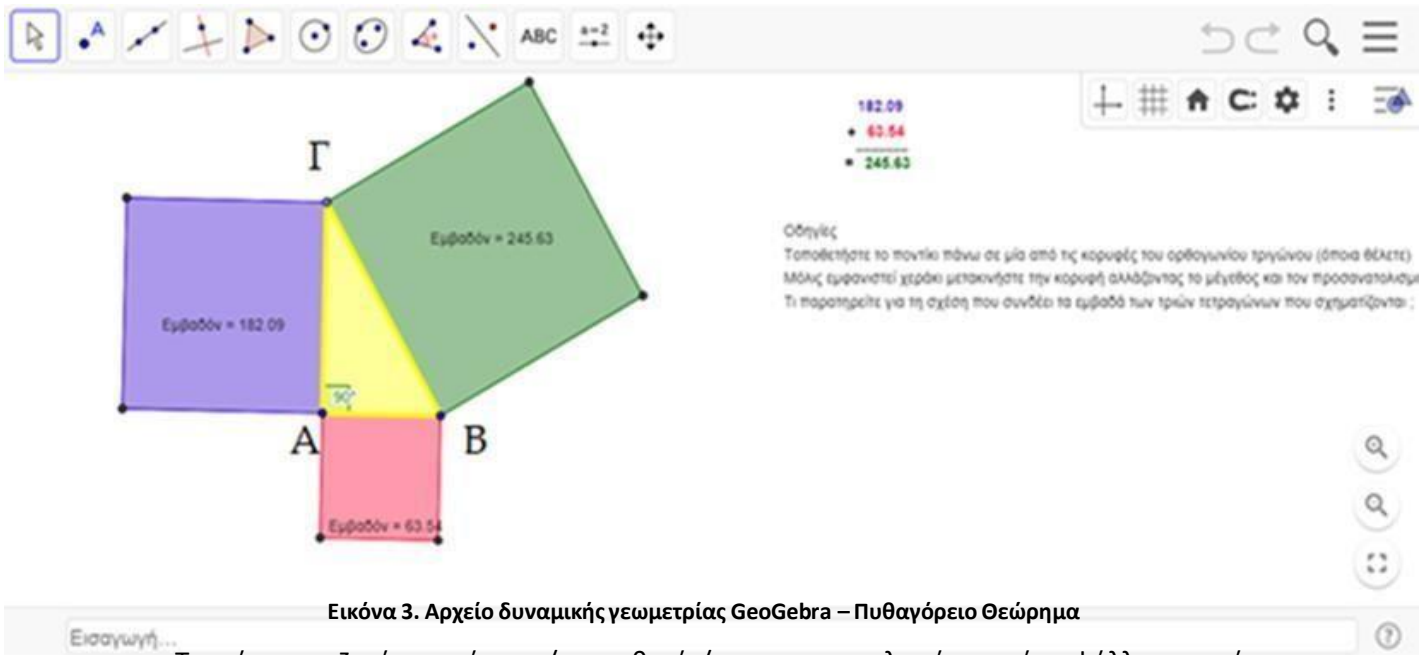 A
ABC
a=2
182.09
+ 63.54
= 245.63
Γ
Εμβαδόν = 245.63
Οδηγίες
Τοποθετήστε το ποντίκι πάνω σε μία από τις κορυφές του ορθογωνίου τριγώνου (όποια θέλετε)
Μόλις εμφανιστεί χεράκι μετακινήστε την κορυφή αλλάζοντας το μέγεθος και τον
Τι παρατηρείτε για τη σχέση που συνδέει τα εμβαδά των τριών τετραγώνων που σχηματίζονται ;
Εμβαδόν = 182.09
90°
A
B
Εμβαδόν = 63.54
Εικόνα 3. Αρχείο δυναμικής γεωμετρίας GeoGebra – Πυθαγόρειο Θεώρημα
Εισαγωγή...